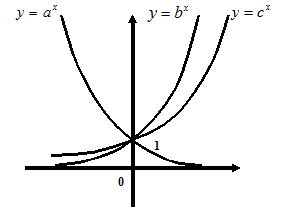 y = a^x y = b^x y = c^x
1
0